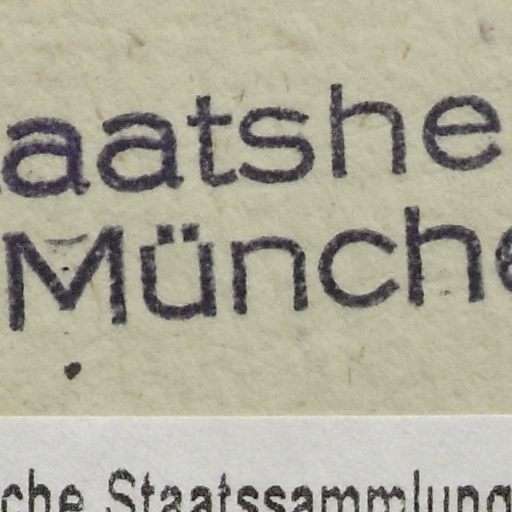 aatshe
Münche
che Staatssammlung